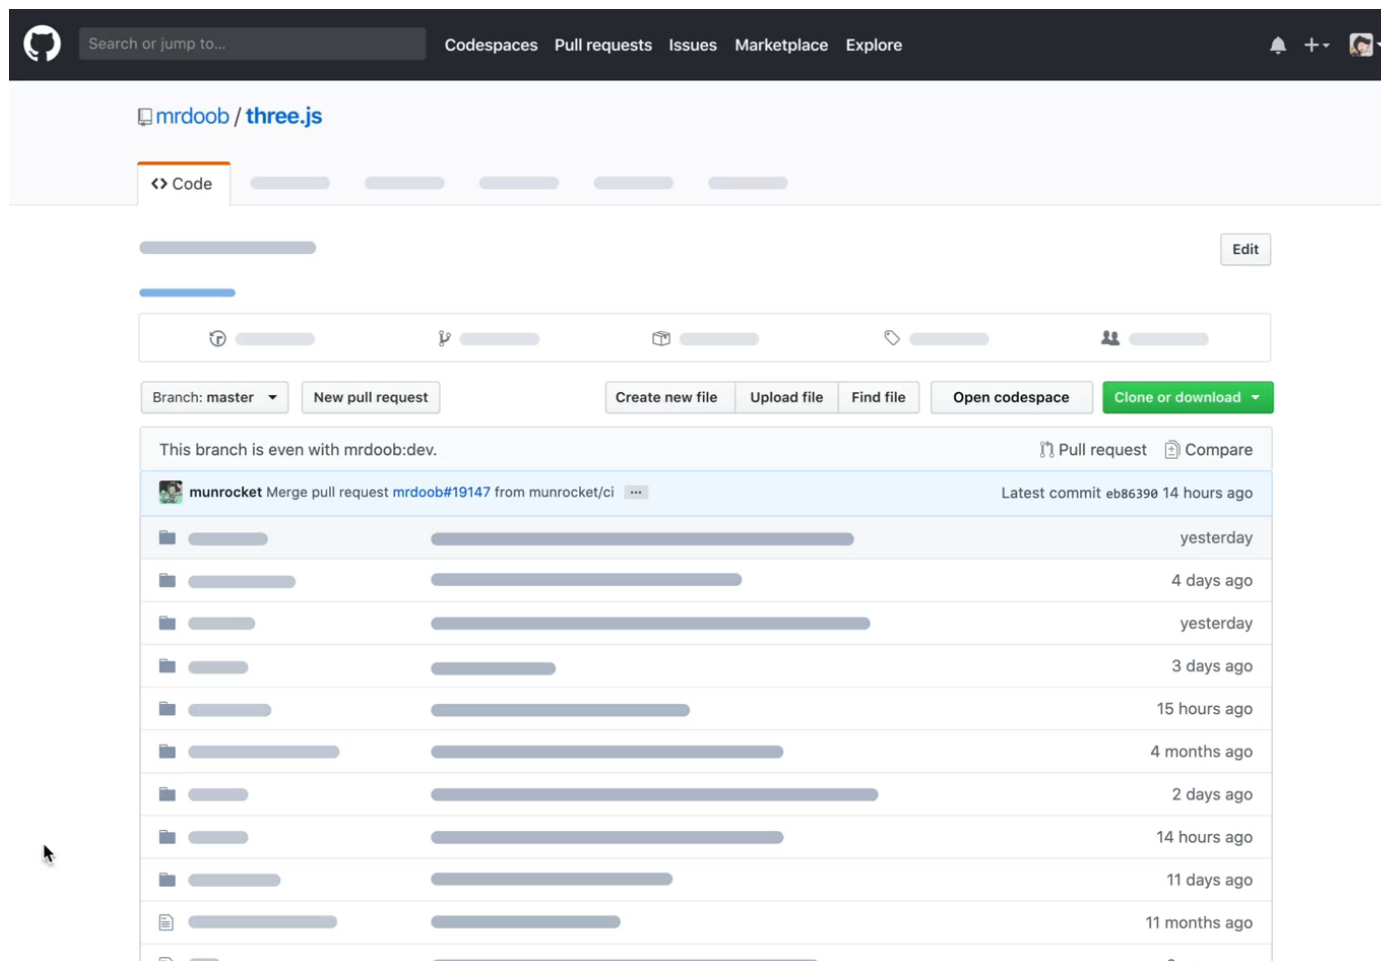 Search or jump to...
Codespaces Pull requests Issues Marketplace Explore
mrdoob / three.js
<> Code
Edit
Branch: master New pull request Create new file Upload file Find file Open codespace Clone or download
This branch is even with mrdoob:dev. Pull request Compare
munrocket Merge pull request mrdoob#19147 from munrocket/ci ... Latest commit eb86390 14 hours ago
yesterday
4 days ago
yesterday
3 days ago
15 hours ago
4 months ago
2 days ago
14 hours ago
11 days ago
11 months ago